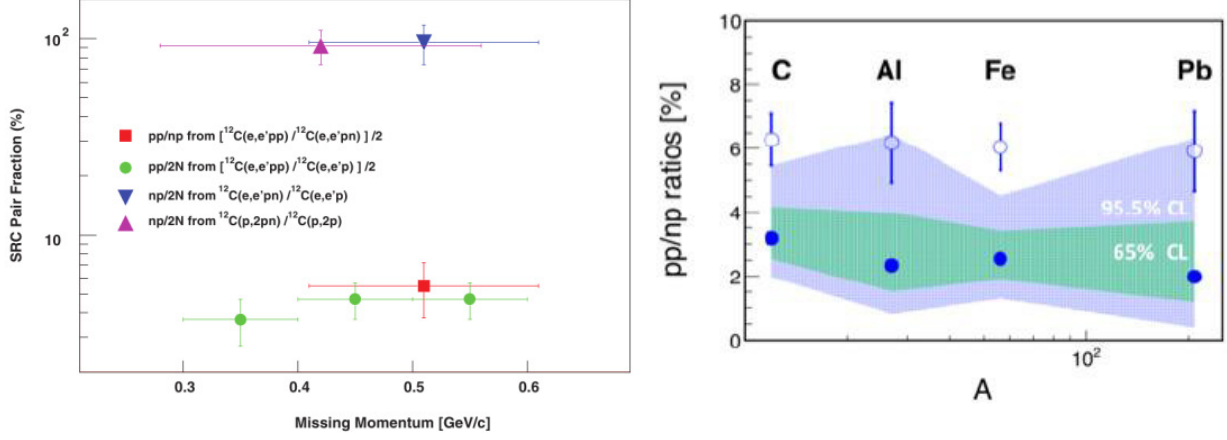 10²
10
SRC Pair Fraction (%)
pp/np from [¹²C(e,e'pp) /¹²C(e,e'pn) ] /2
pp/2N from [¹²C(e,e'pp) /¹²C(e,e'p) ] /2
np/2N from ¹²C(e,e'pn) /¹²C(e,e'p)
np/2N from ¹²C(p,2pn) /¹²C(p,2p)
0.3 0.4 0.5 0.6
Missing Momentum [GeV/c]
10
8
6
4
2
0
pp/np ratios [%]
C Al Fe Pb
95.5% CL
65% CL
10²
A